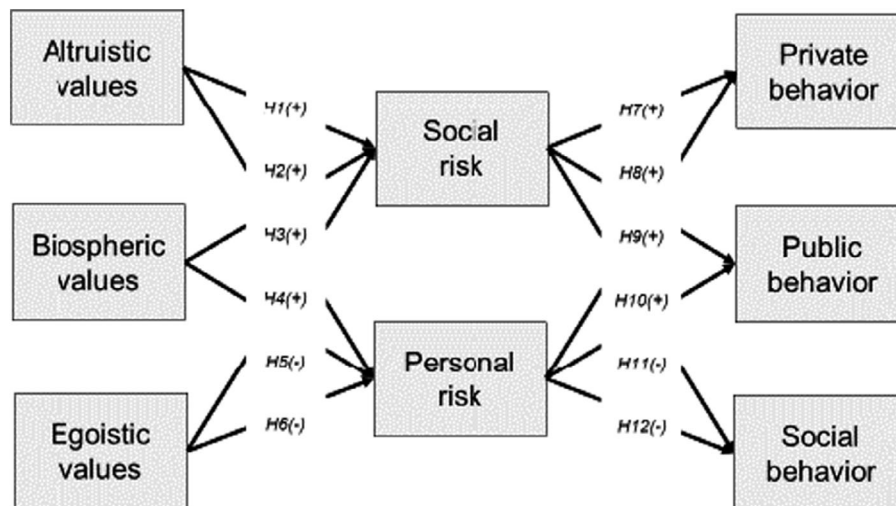 Altruistic
values
Biospheric
values
Egoistic
values
H1(+)
H2(+)
H3(+)
H4(+)
H5(-)
H6(-)
Social
risk
Personal
risk
H7(+)
H8(+)
H9(+)
H10(+)
H11(-)
H12(-)
Private
behavior
Public
behavior
Social
behavior